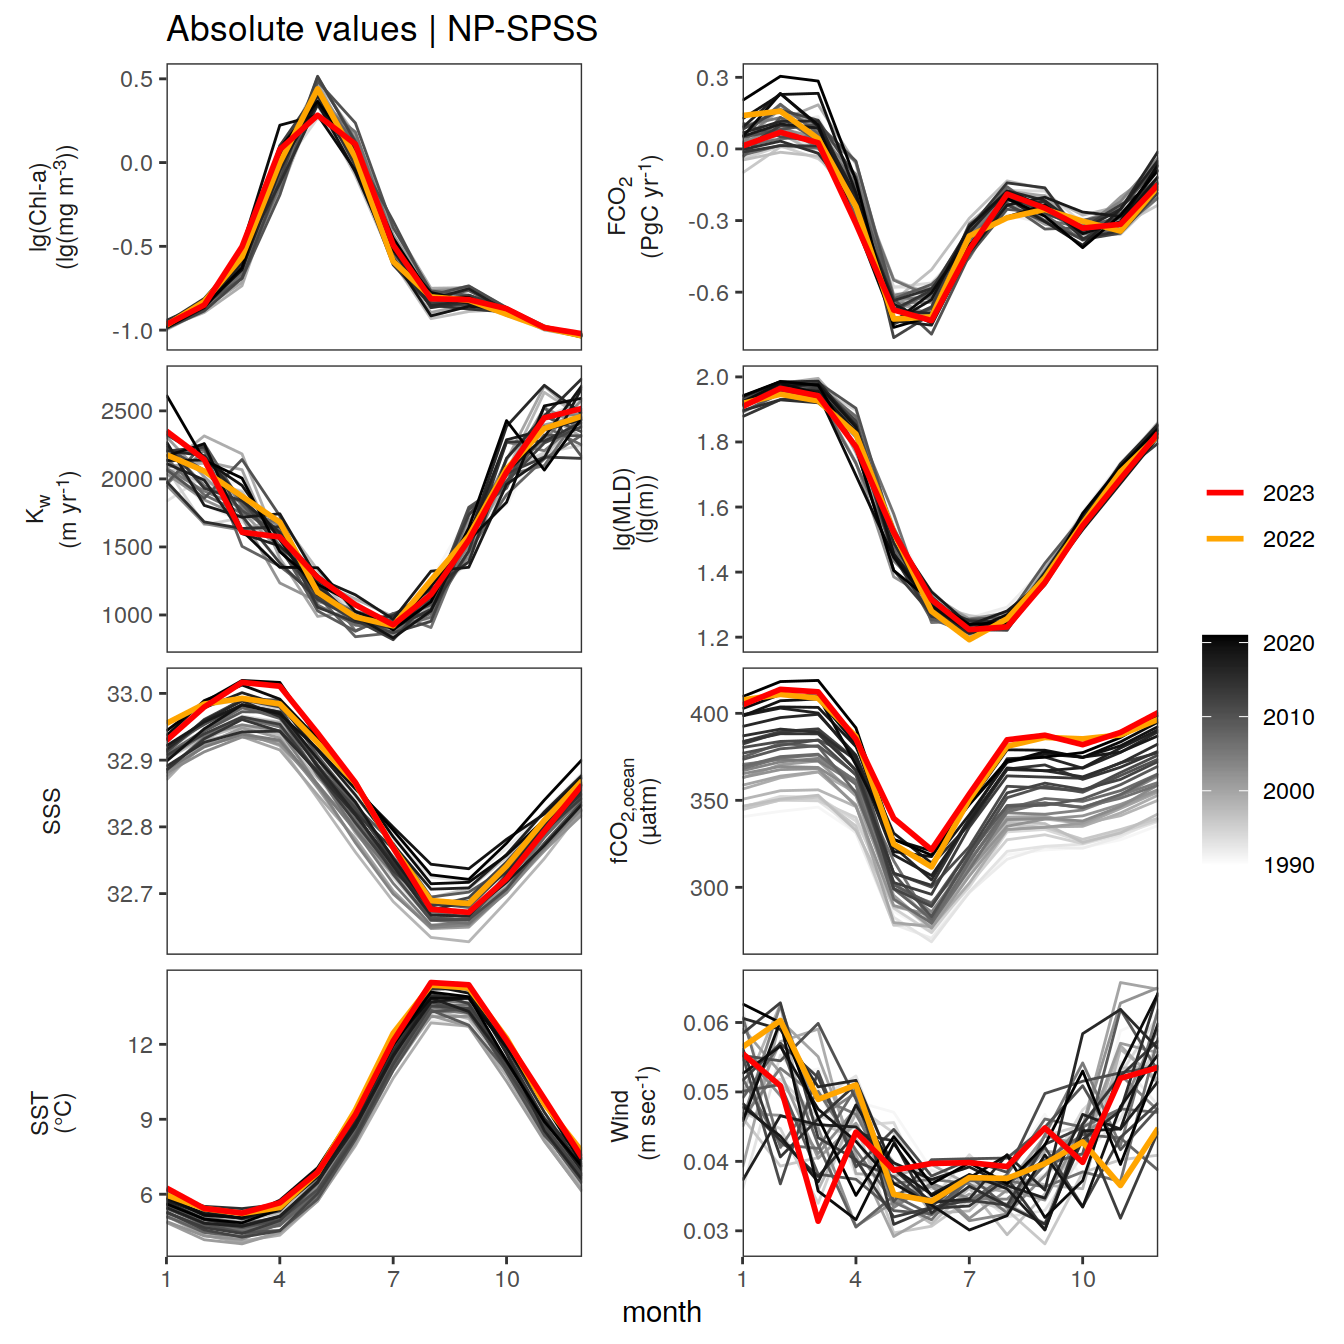 Absolute values | NP-SPSS
lg(Chl-a)
(lg(mg m⁻³))
0.5
0.0
-0.5
-1.0
FCO₂
(PgC yr⁻¹)
0.3
0.0
-0.3
-0.6
K_w
(m yr⁻¹)
2500
2000
1500
1000
lg(MLD)
(lg(m))
2.0
1.8
1.6
1.4
1.2
SSS
33.0
32.9
32.8
32.7
fCO₂,ocean
(µatm)
400
350
300
SST
(°C)
12
9
6
Wind
(m sec⁻¹)
0.06
0.05
0.04
0.03
1 4 7 10
1 4 7 10
month
2023
2022
2020
2010
2000
1990